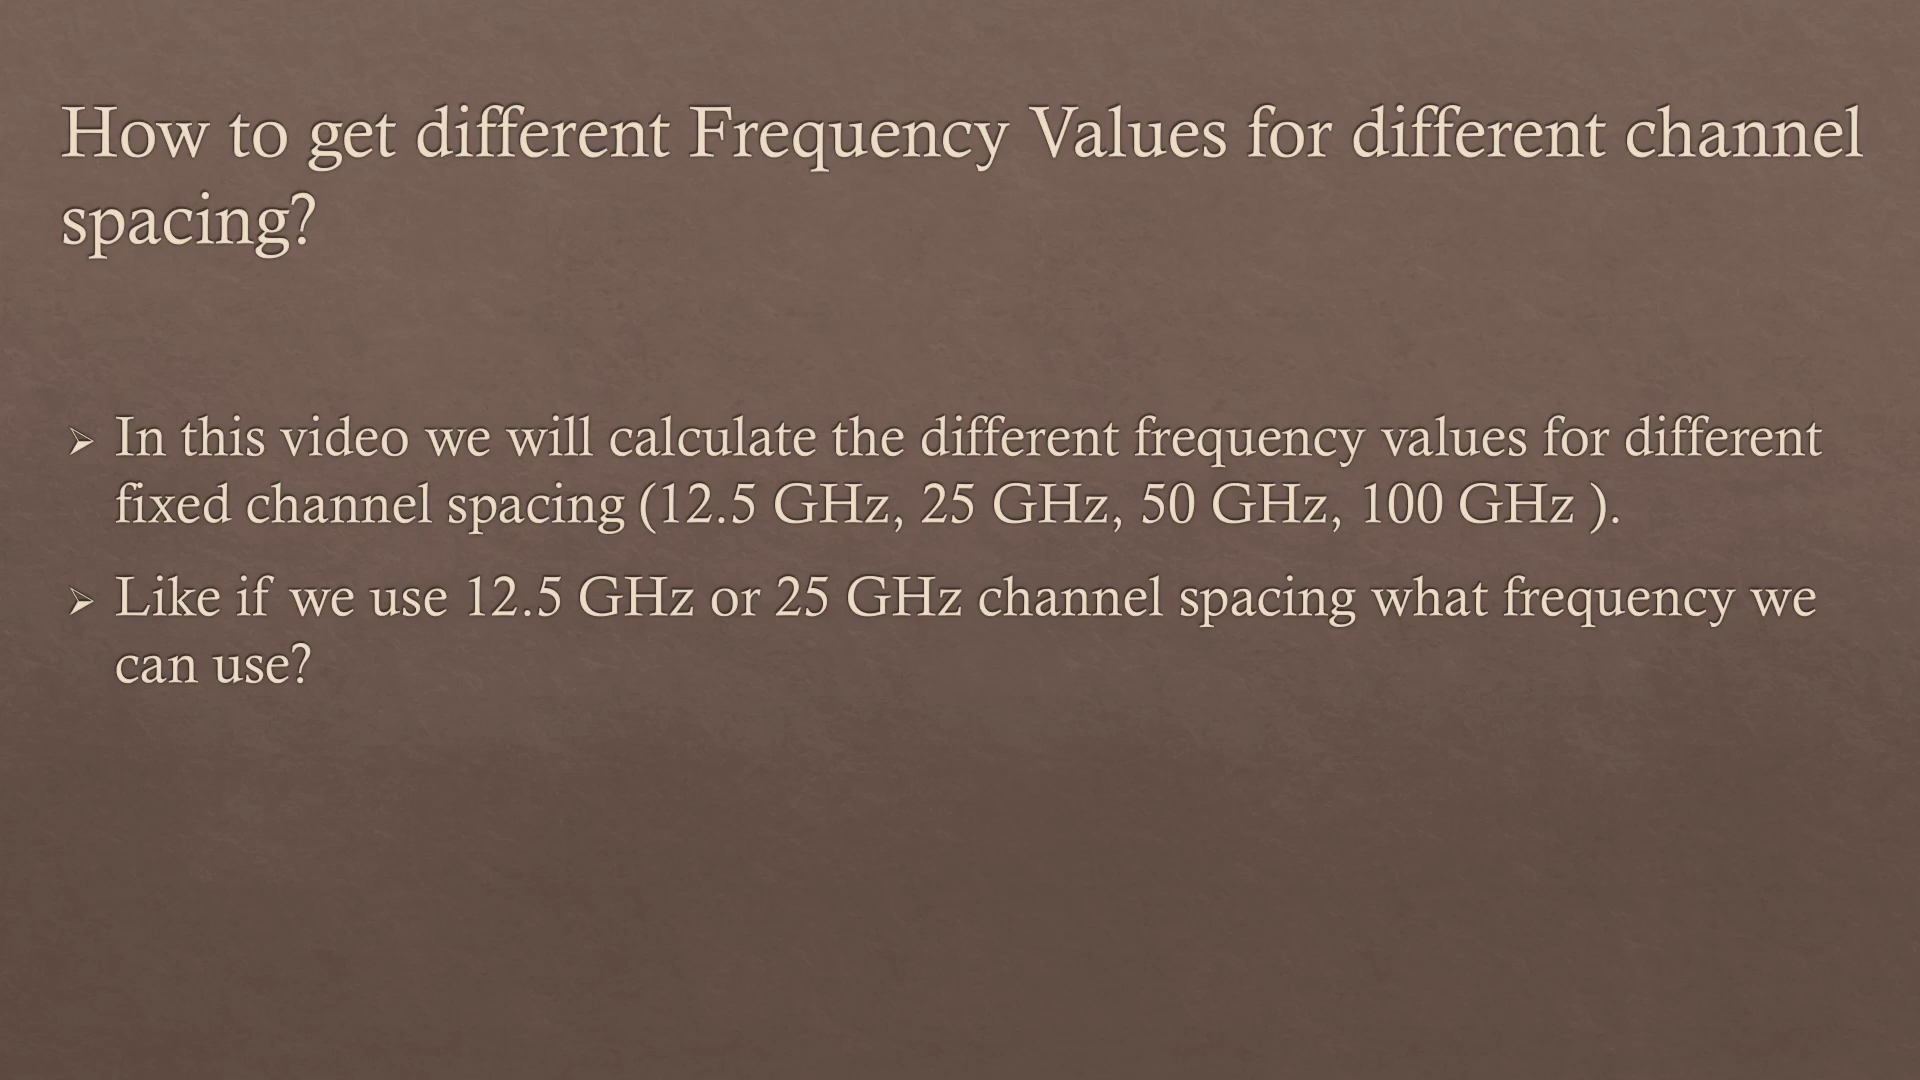 How to get different Frequency Values for different channel
spacing?
➢ In this video we will calculate the different frequency values for different
fixed channel spacing (12.5 GHz, 25 GHz, 50 GHz, 100 GHz ).
➢ Like if we use 12.5 GHz or 25 GHz channel spacing what frequency we
can use?